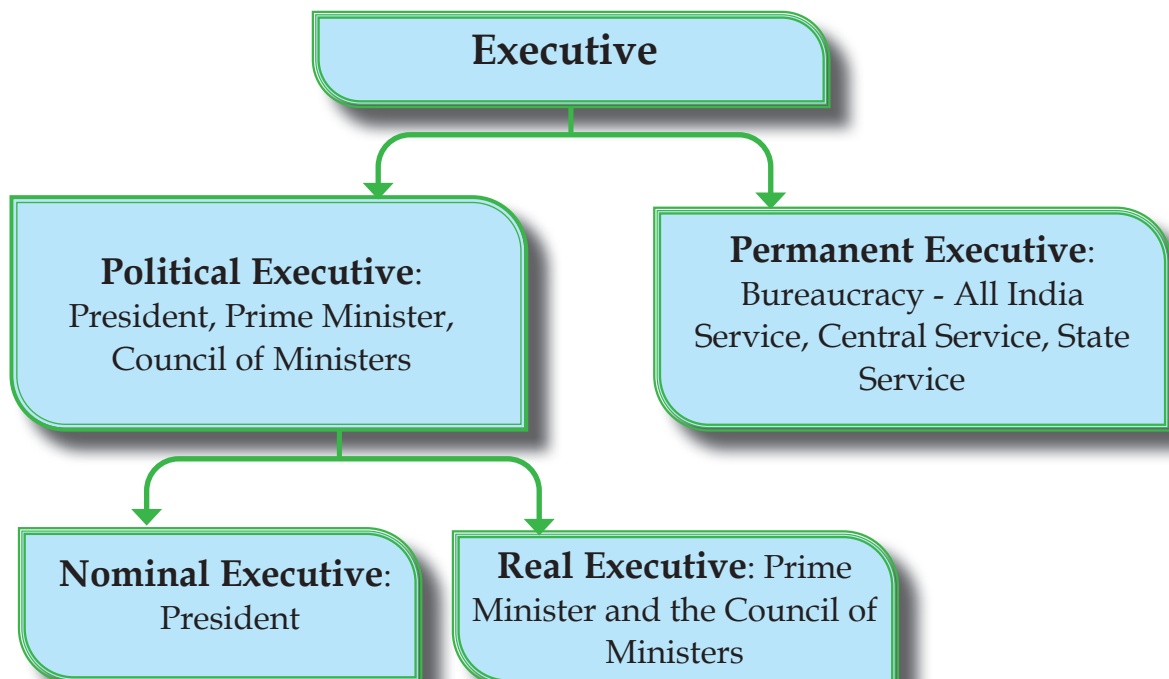 Executive
Political Executive:
President, Prime Minister,
Council of Ministers
Permanent Executive:
Bureaucracy - All India
Service, Central Service, State
Service
Nominal Executive:
President
Real Executive: Prime
Minister and the Council of
Ministers